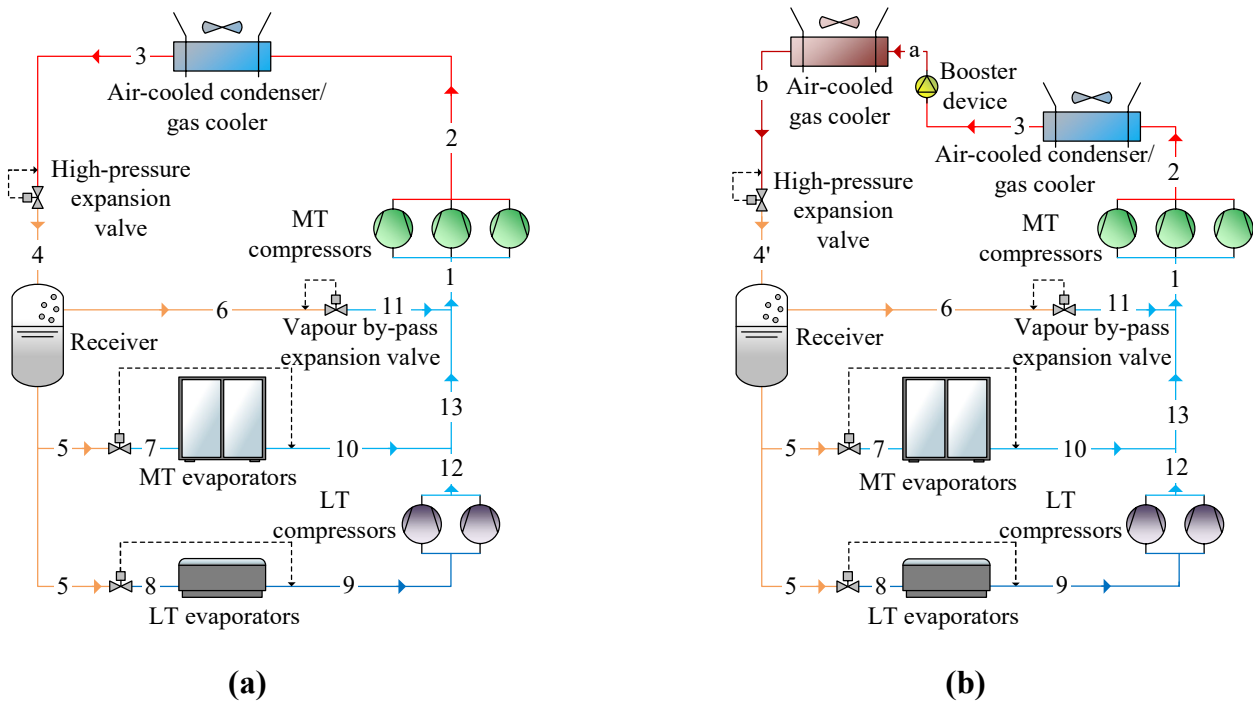 3
Air-cooled condenser/
gas cooler
2
High-pressure
expansion
valve
MT
compressors
4
1
6
11
Receiver
Vapour by-pass
expansion valve
13
5
7
10
MT evaporators
12
LT
compressors
5
8
9
LT evaporators
(a)
a
b
Air-cooled
gas cooler
Booster
device
3
Air-cooled condenser/
gas cooler
2
High-pressure
expansion
valve
MT
compressors
4'
1
6
11
Receiver
Vapour by-pass
expansion valve
13
5
7
10
MT evaporators
12
LT
compressors
5
8
9
LT evaporators
(b)